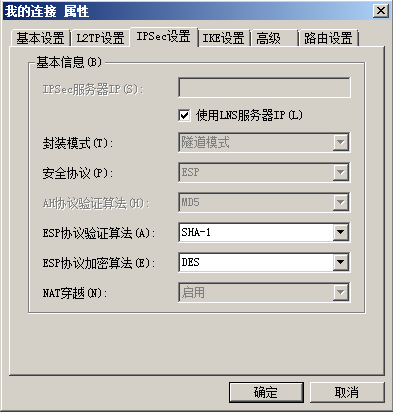 我的连接 属性
基本设置 L2TP设置 IPSec设置 IKE设置 高级 路由设置
基本信息(B)
IPSec服务器IP(S):
使用LNS服务器IP(L)
封装模式(T): 隧道模式
安全协议(P): ESP
AH协议验证算法(H): MD5
ESP协议验证算法(A): SHA-1
ESP协议加密算法(E): DES
NAT穿越(N): 启用
确定 取消